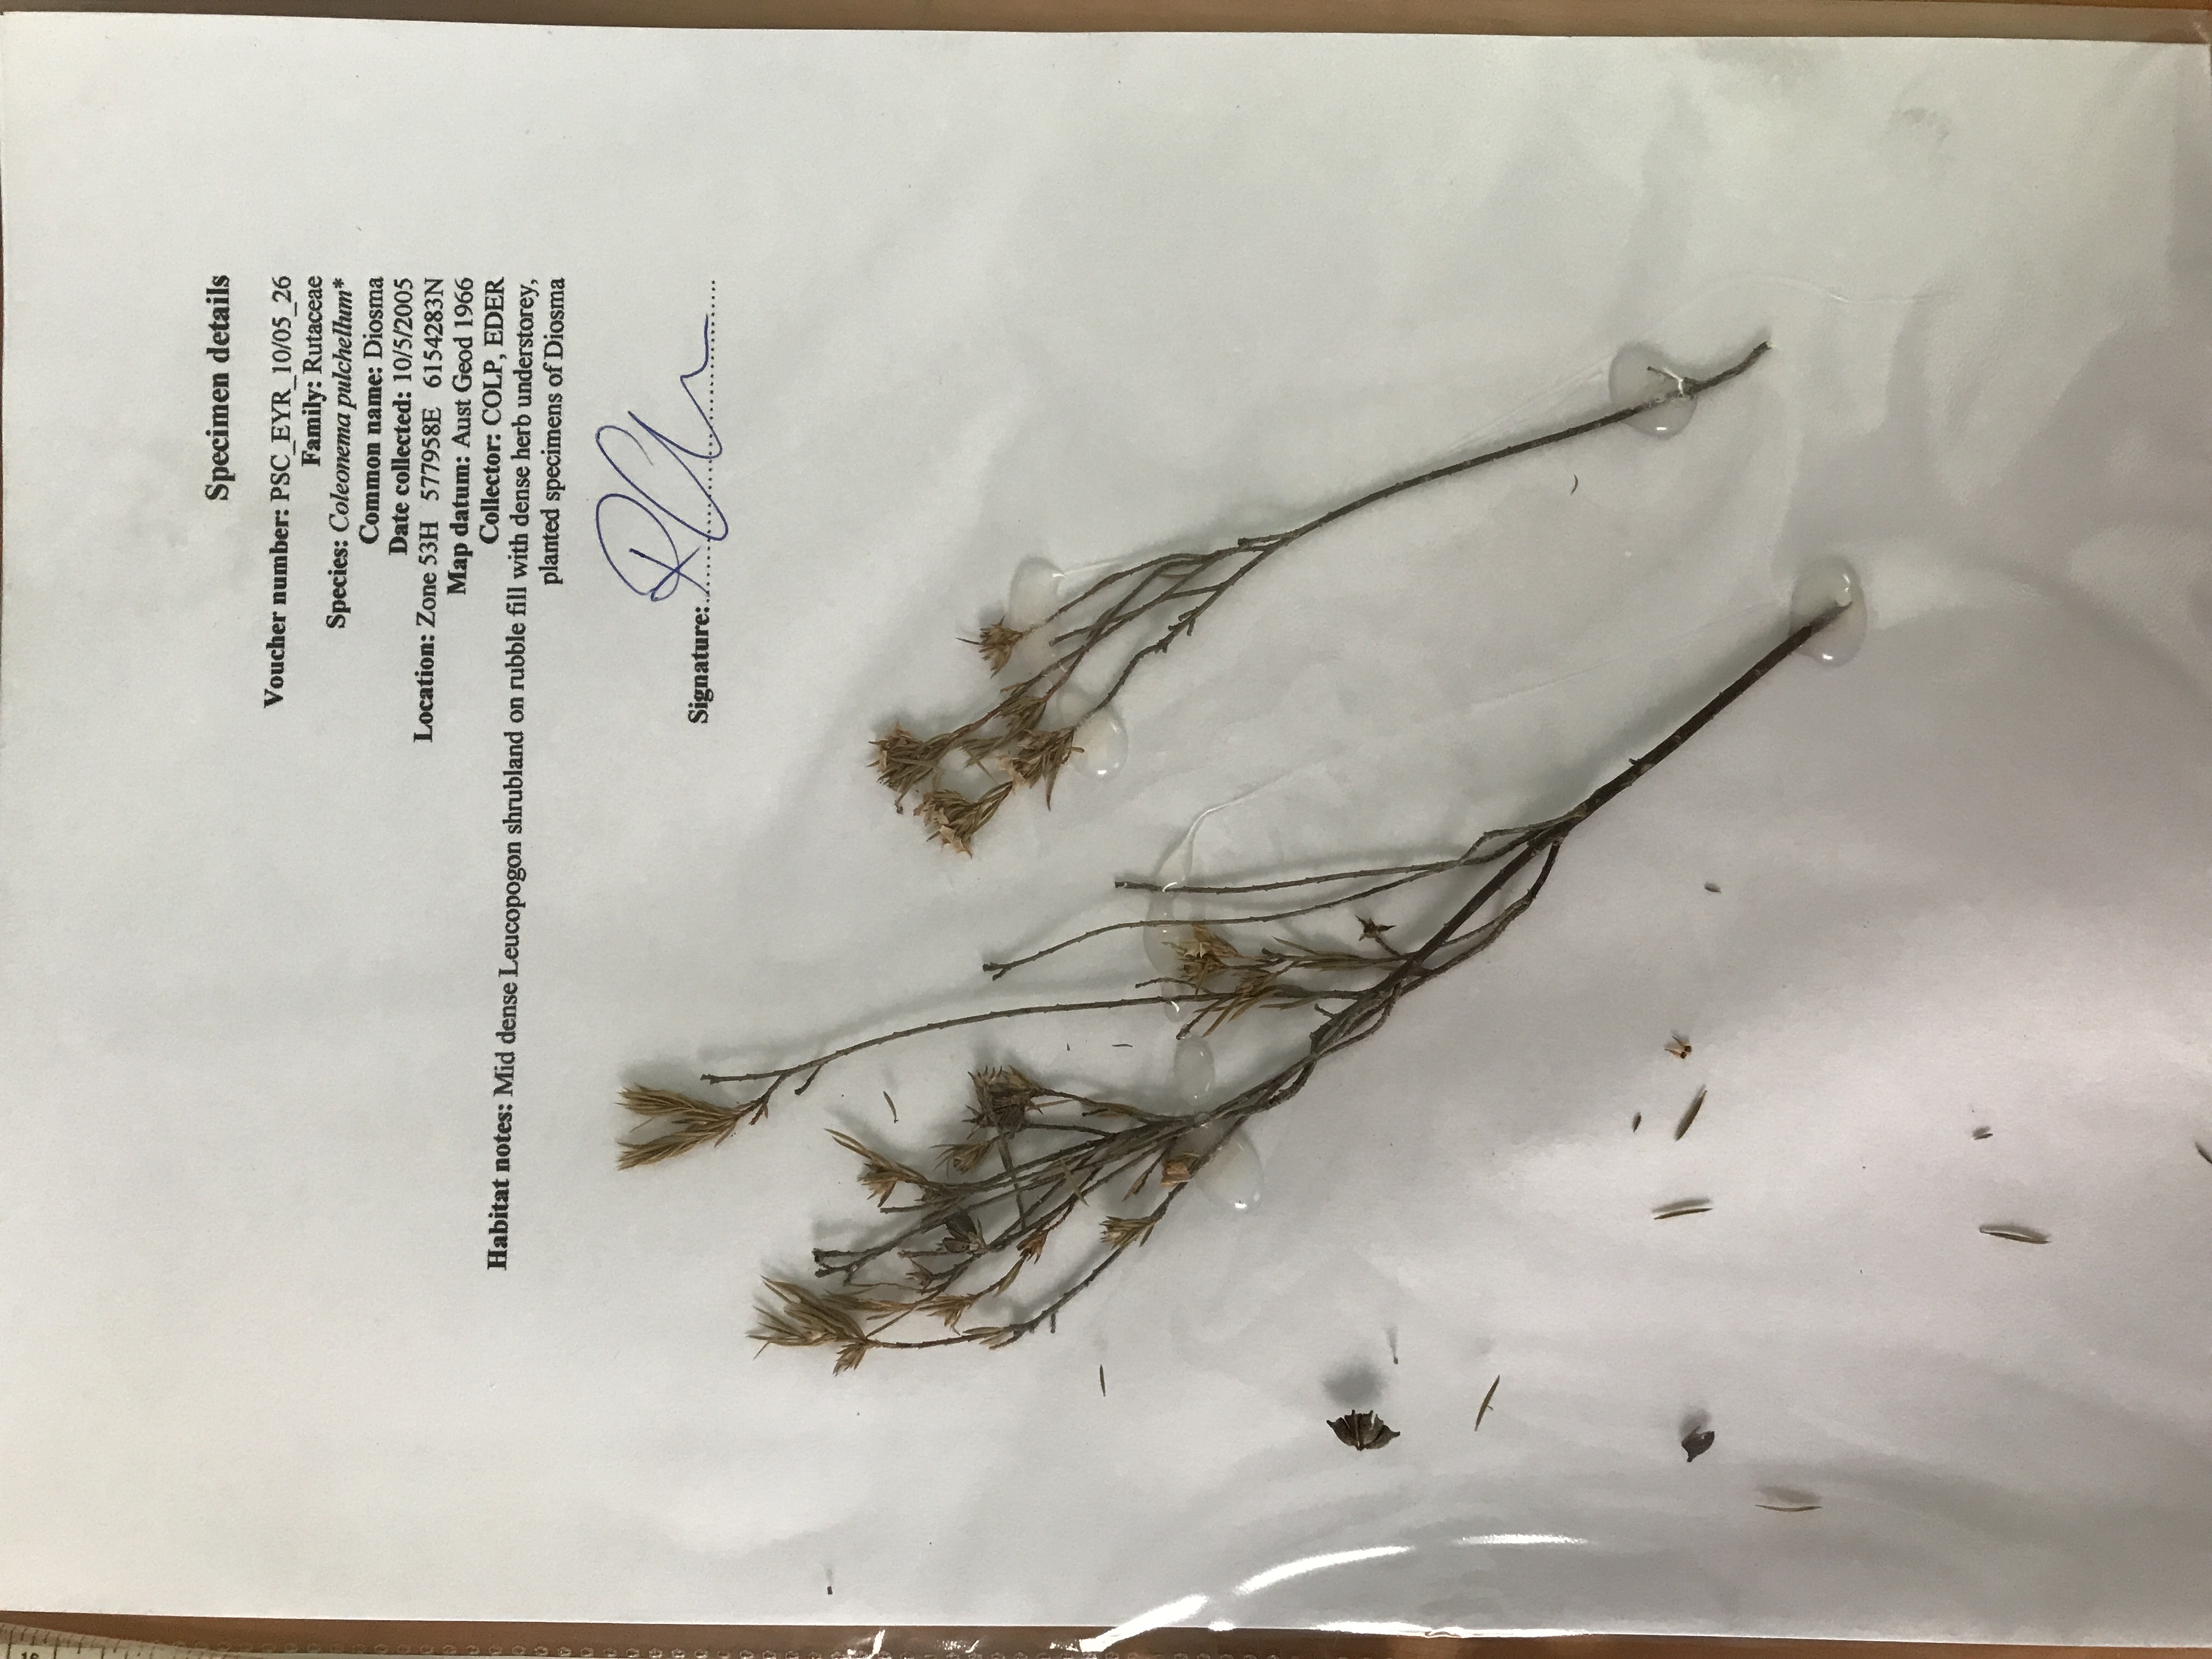 Specimen details
Voucher number: PSC_EYR_10/05_26
Family: Rutaceae
Species: Coleonema pulchellum*
Common name: Diosma
Date collected: 10/5/2005
Location: Zone 53H 577958E 6154283N
Map datum: Aust Geod 1966
Collector: COLP, EDER
Habitat notes: Mid dense Leucopogon shrubland on rubble fill with dense herb understorey,
planted specimens of Diosma
Signature: